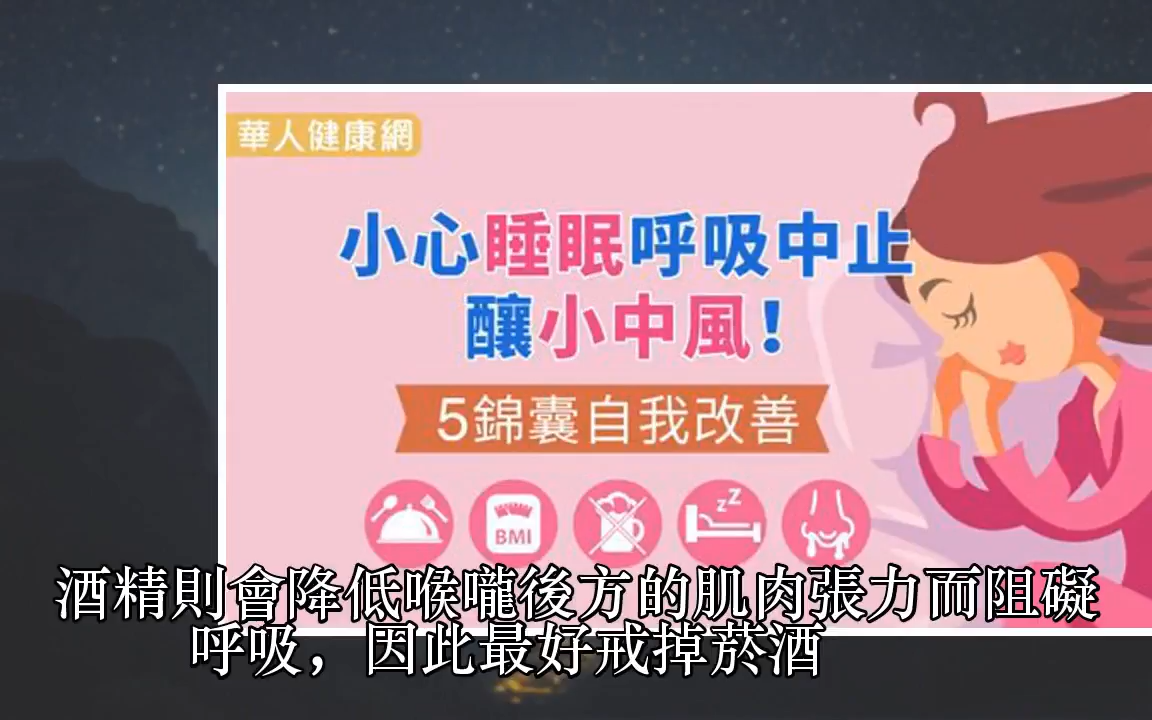 華人健康網
小心睡眠呼吸中止
釀小中風!
5錦囊自我改善
BMI
zZ
酒精則會降低喉嚨後方的肌肉張力而阻礙
呼吸，因此最好戒掉菸酒